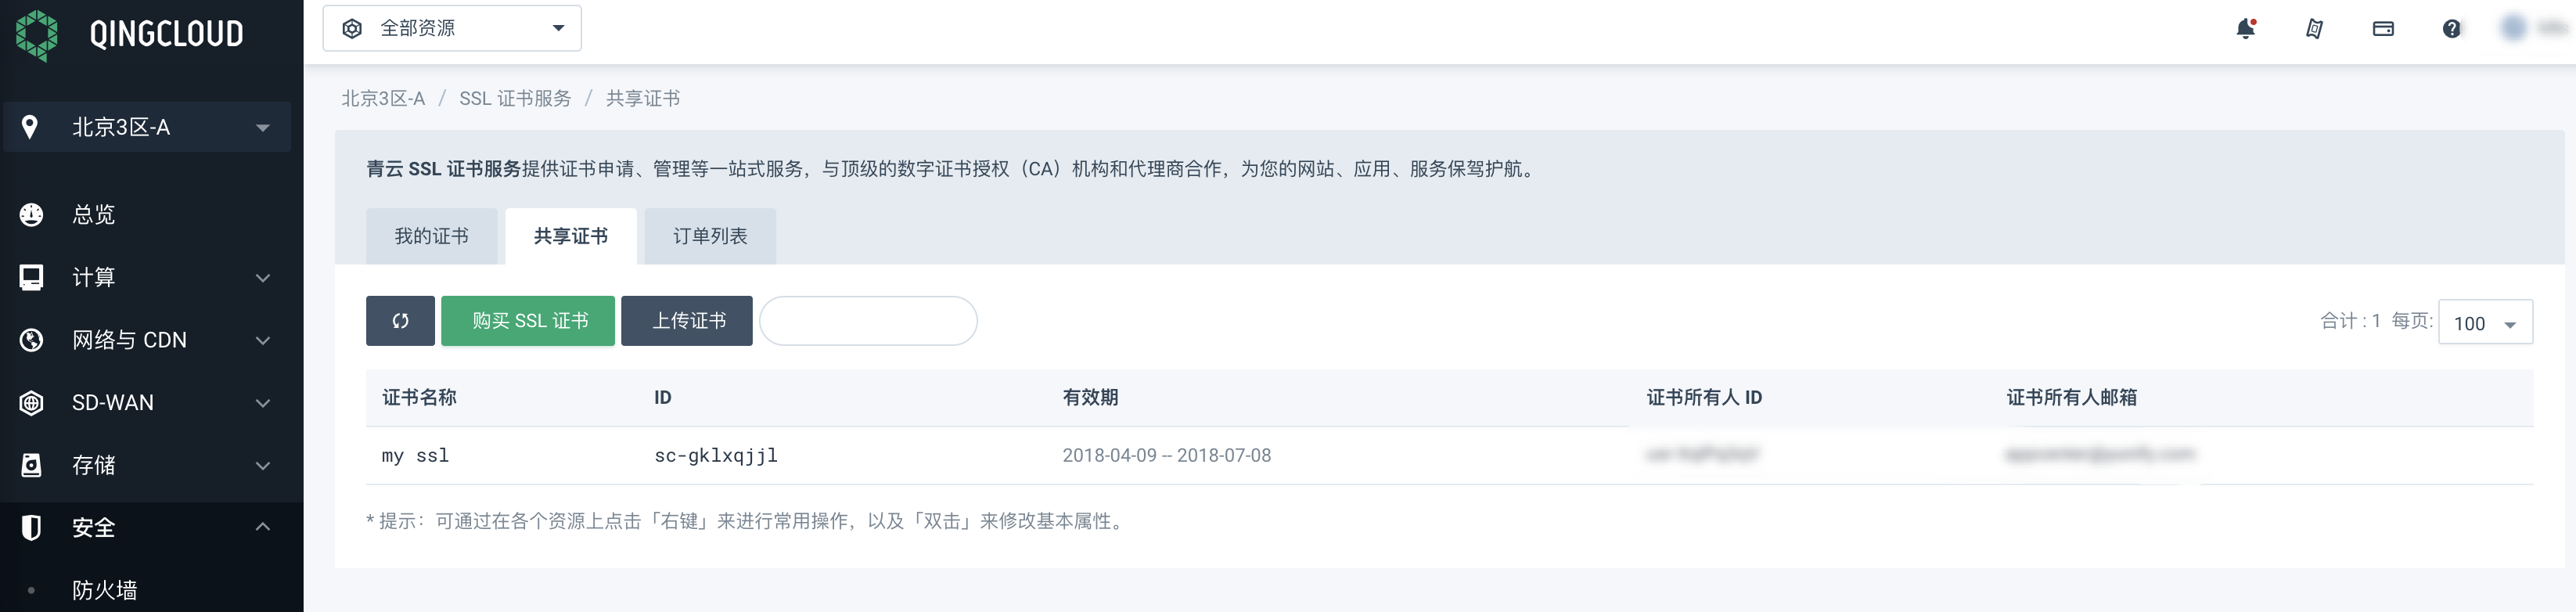 QINGCLOUD
全部资源
北京3区-A
总览
计算
网络与 CDN
SD-WAN
存储
安全
防火墙
北京3区-A / SSL 证书服务 / 共享证书
青云 SSL 证书服务提供证书申请、管理等一站式服务，与顶级的数字证书授权（CA）机构和代理商合作，为您的网站、应用、服务保驾护航。
我的证书 共享证书 订单列表
购买 SSL 证书 上传证书 合计 : 1 每页: 100
证书名称 ID 有效期 证书所有人 ID 证书所有人邮箱
my ssl sc-gklxqjjl 2018-04-09 -- 2018-07-08
* 提示：可通过在各个资源上点击「右键」来进行常用操作，以及「双击」来修改基本属性。